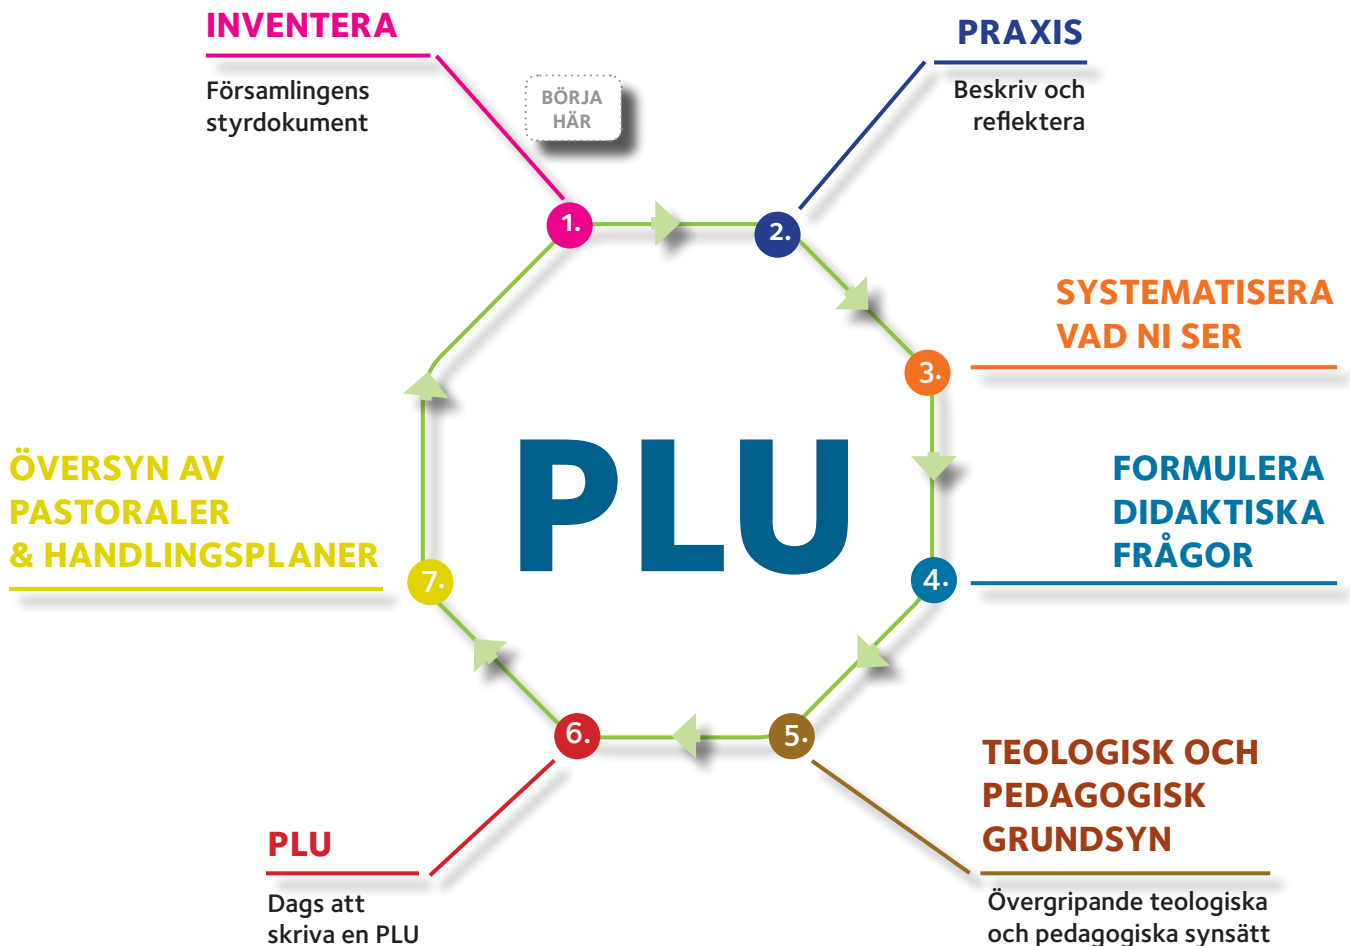 INVENTERA
Församlingens
styrdokument
BÖRJA
HÄR
PRAXIS
Beskriv och
reflektera
1.
2.
SYSTEMATISERA
VAD NI SER
3.
PLU
ÖVERSYN AV
PASTORALER
& HANDLINGSPLANER
7.
FORMULERA
DIDAKTISKA
FRÅGOR
4.
6.
5.
TEOLOGISK OCH
PEDAGOGISK
GRUNDSYN
Övergripande teologiska
och pedagogiska synsätt
PLU
Dags att
skriva en PLU